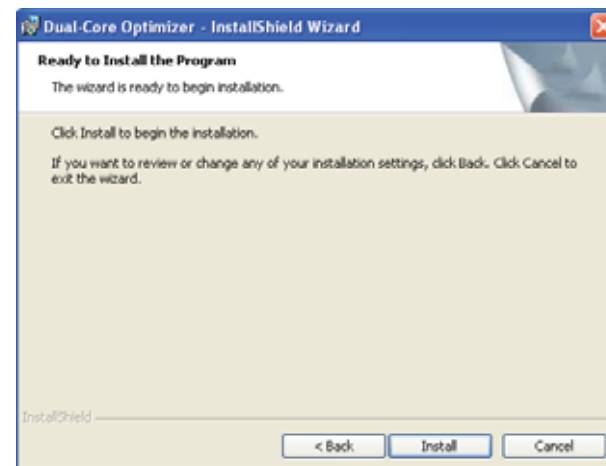 Dual-Core Optimizer - InstallShield Wizard
Ready to Install the Program
The wizard is ready to begin installation.
Click Install to begin the installation.
If you want to review or change any of your installation settings, click Back. Click Cancel to
exit the wizard.
InstallShield
< Back
Install
Cancel